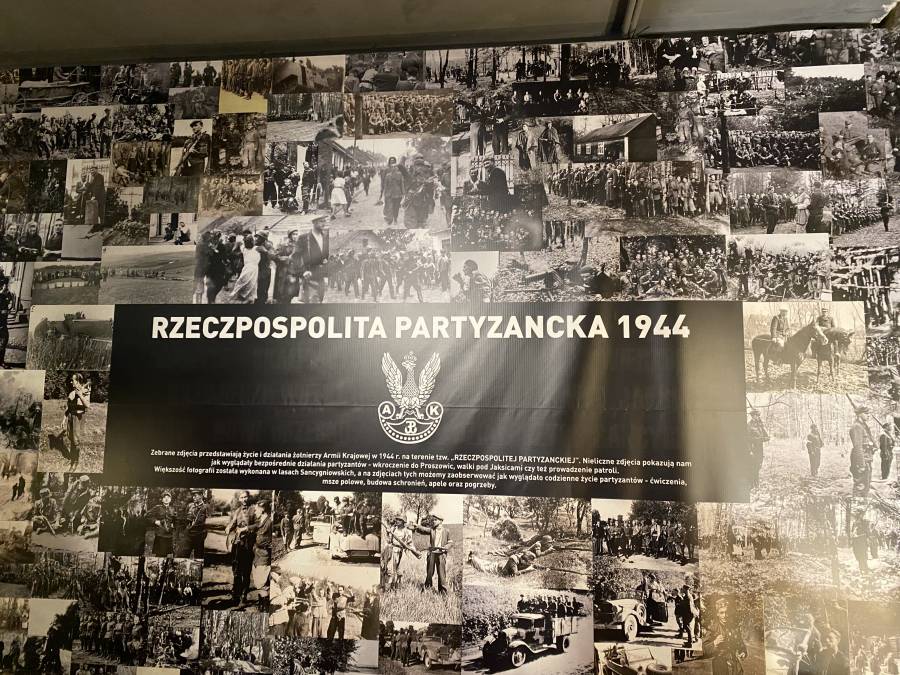 RZECZPOSPOLITA PARTYZANCKA 1944
A K
Zebrane zdjęcia przedstawiają życie i działania żołnierzy Armii Krajowej w 1944 r. na terenie tzw. „RZECZPOSPOLITEJ PARTYZANCKIEJ”. Nieliczne zdjęcia pokazują nam
jak wyglądały bezpośrednie działania partyzantów - wkroczenie do Proszowic, walki pod Jaksicami czy też prowadzenie patroli.
Większość fotografii została wykonana w lasach Sancygniowskich, a na zdjęciach tych możemy zaobserwować jak wyglądało codzienne życie partyzantów - ćwiczenia,
msze polowe, budowa schronień, apele oraz pogrzeby.